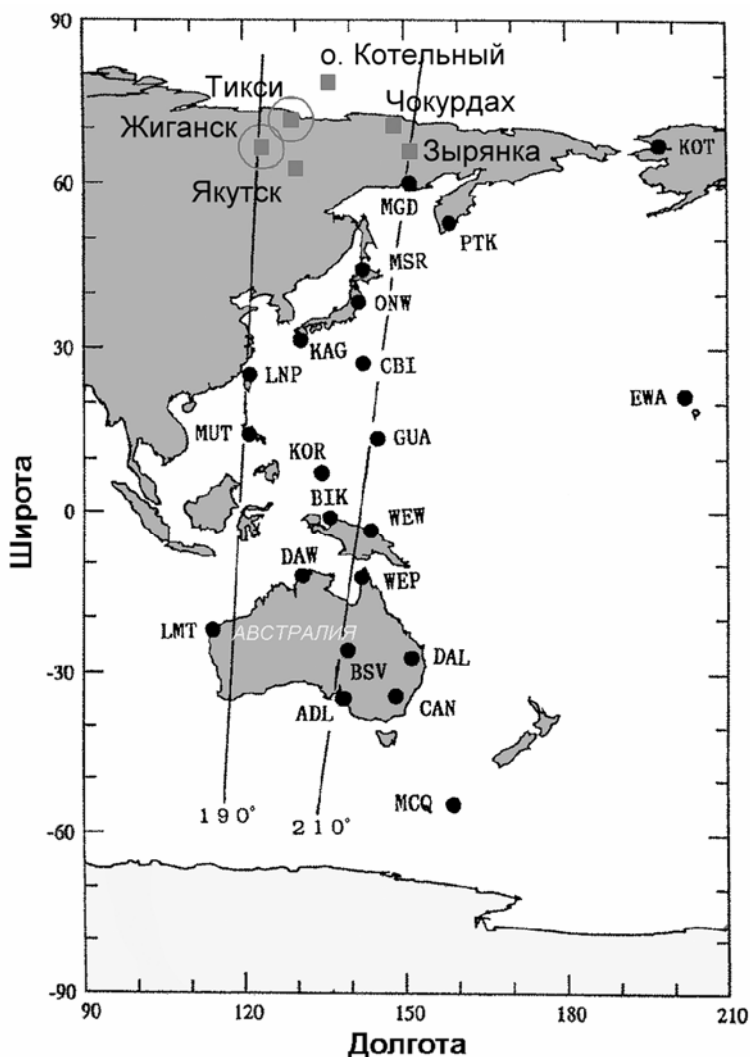 90
о. Котельный
Тикси
Чокурдах
Жиганск
Зырянка
KOT
Якутск
60
MGD
PTK
MSR
ONW
30
KAG
CBI
LNP
EWA
MUT
GUA
KOR
BIK
0
WEW
DAW
WEP
LMT
АВСТРАЛИЯ
-30
BSV
DAL
ADL
CAN
190°
210°
MCQ
-60
-90
90 120 150 180 210
Широта
Долгота